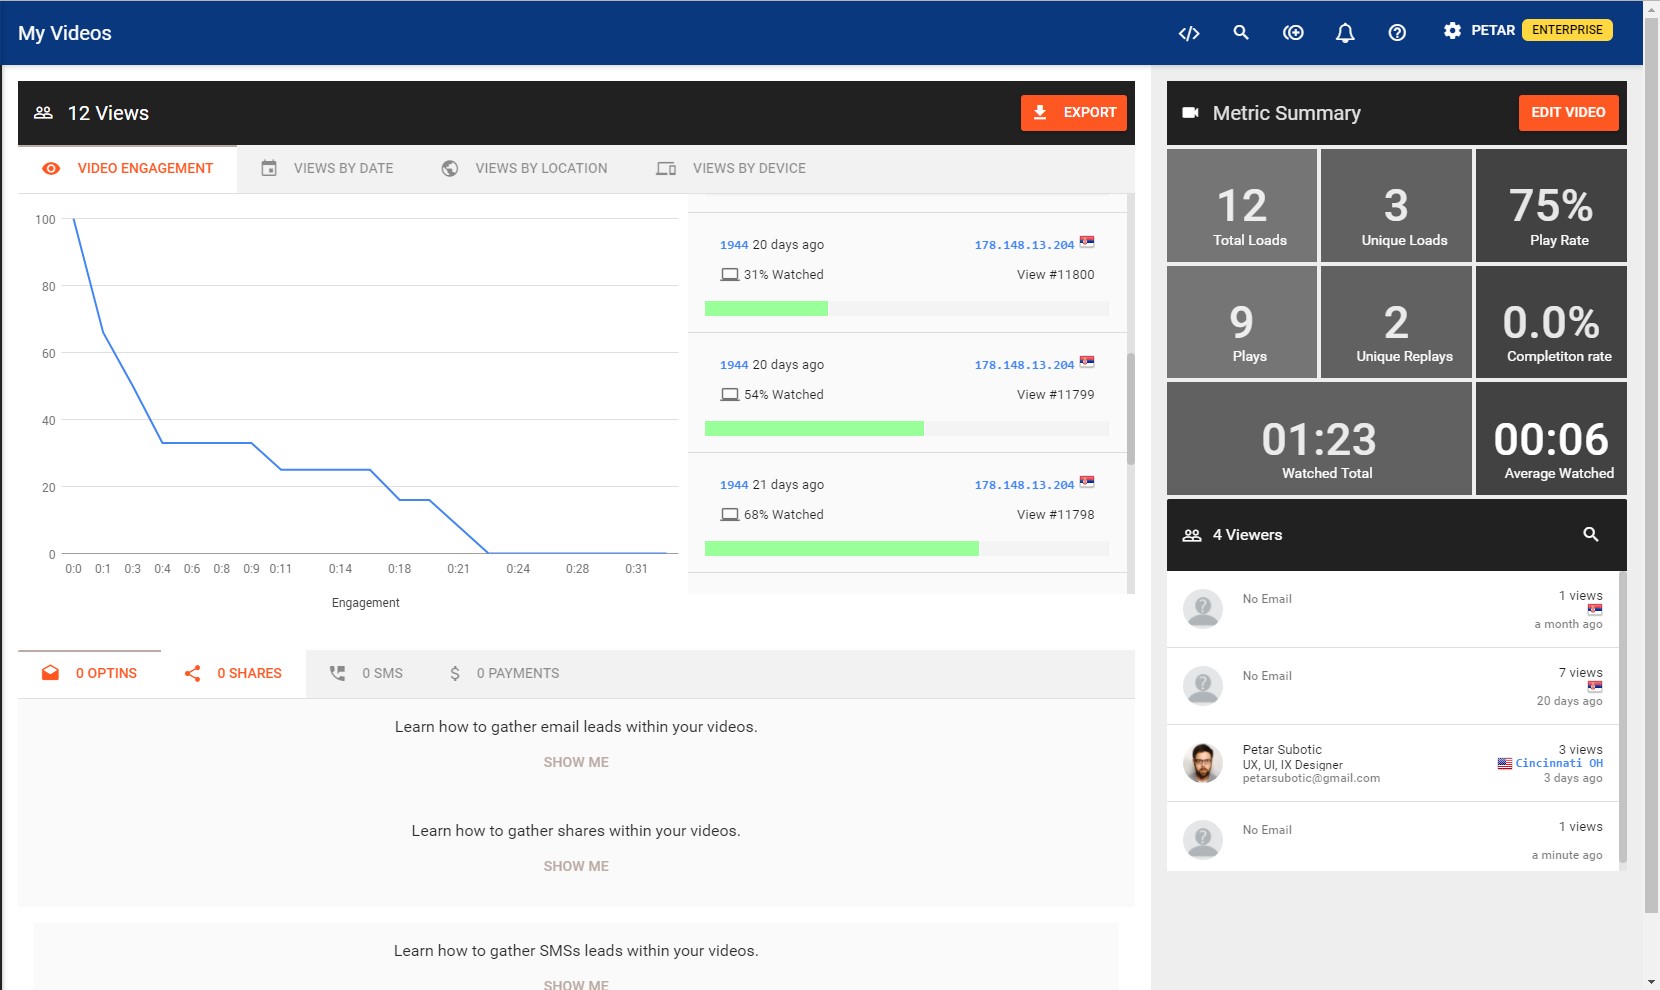 My Videos
PETAR ENTERPRISE
12 Views
EXPORT
VIDEO ENGAGEMENT
VIEWS BY DATE
VIEWS BY LOCATION
VIEWS BY DEVICE
100
80
60
40
20
0
0:0 0:1 0:3 0:4 0:6 0:8 0:9 0:11 0:14 0:18 0:21 0:24 0:28 0:31
Engagement
1944 20 days ago 178.148.13.204
31% Watched View #11800
1944 20 days ago 178.148.13.204
54% Watched View #11799
1944 21 days ago 178.148.13.204
68% Watched View #11798
0 OPTINS
0 SHARES
0 SMS
$ 0 PAYMENTS
Learn how to gather email leads within your videos.
SHOW ME
Learn how to gather shares within your videos.
SHOW ME
Learn how to gather SMSs leads within your videos.
SHOW ME
Metric Summary
EDIT VIDEO
12
Total Loads
3
Unique Loads
75%
Play Rate
9
Plays
2
Unique Replays
0.0%
Completiton rate
01:23
Watched Total
00:06
Average Watched
4 Viewers
No Email 1 views
a month ago
No Email 7 views
20 days ago
Petar Subotic 3 views
UX, UI, IX Designer Cincinnati OH
petarsubotic@gmail.com 3 days ago
No Email 1 views
a minute ago